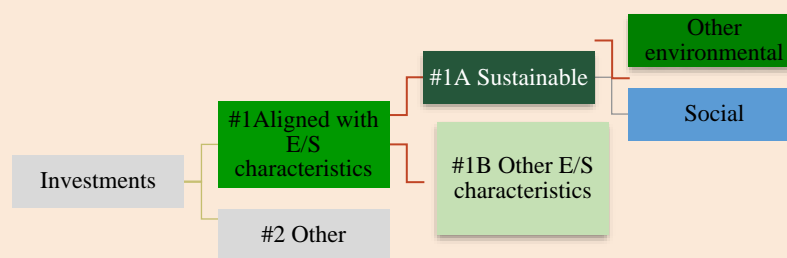 Investments
#1Aligned with
E/S
characteristics
#2 Other
#1A Sustainable
#1B Other E/S
characteristics
Other
environmental
Social